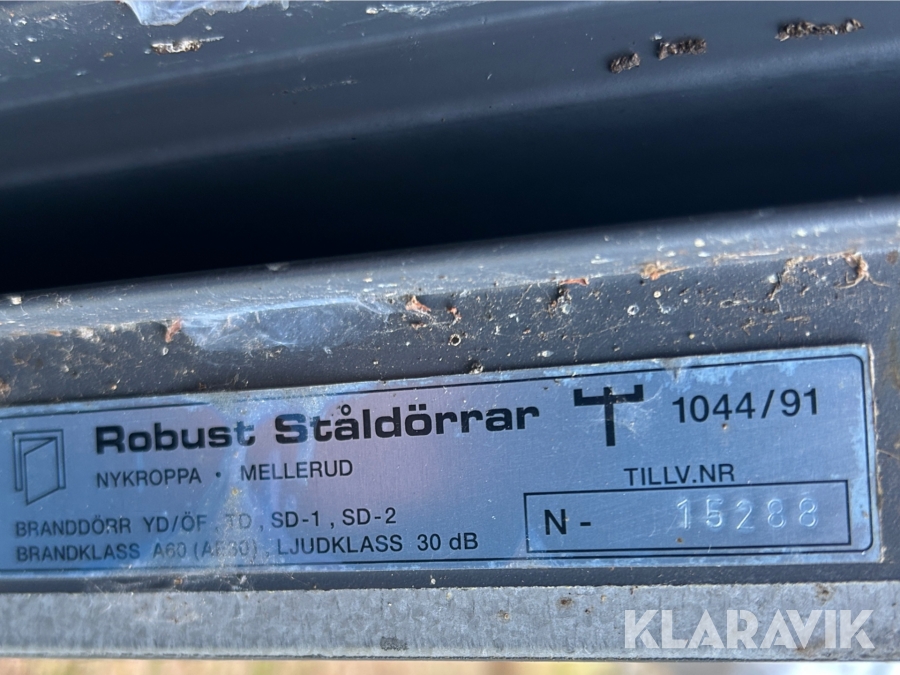 Robust Ståldörrar
NYKROPPA · MELLERUD
BRANDDÖRR YD/ÖF, TD, SD-1, SD-2
BRANDKLASS A60 (AB30), LJUDKLASS 30 dB
1044/91
TILLV.NR
N - 15288
KLARAVIK